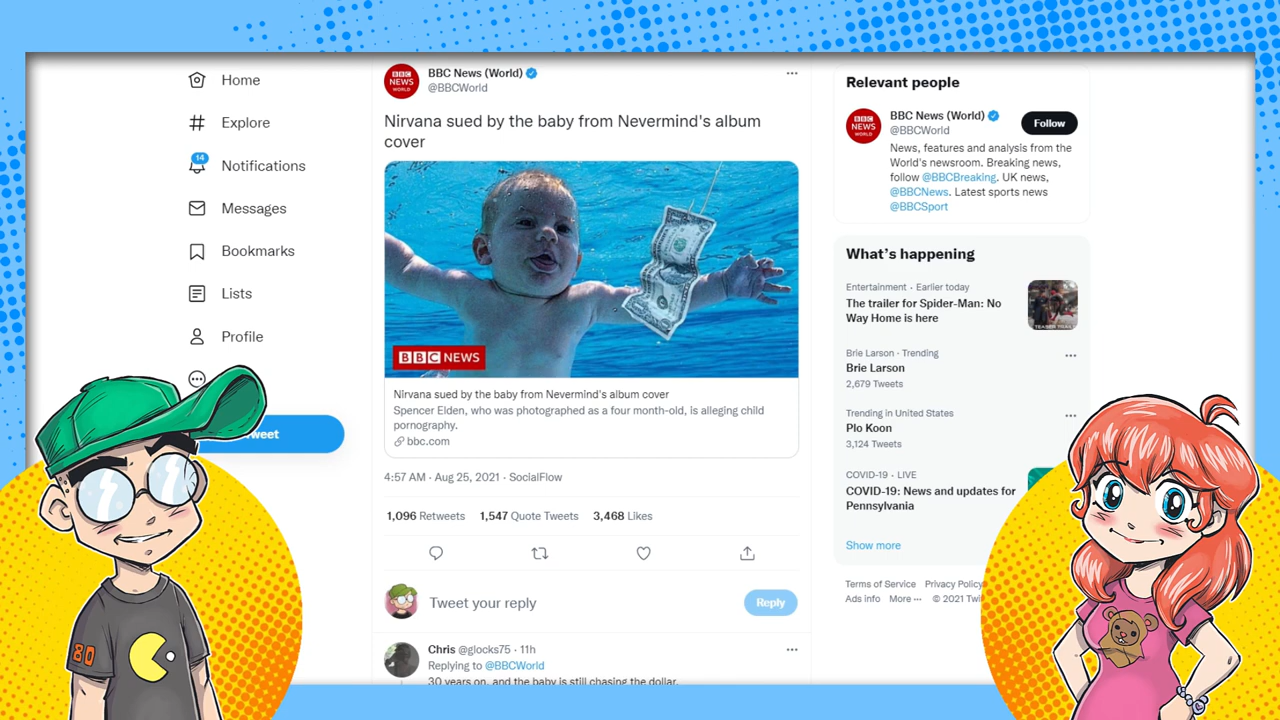 Home
Explore
14
Notifications
Messages
Bookmarks
Lists
Profile
weet
BBC NEWS WORLD
BBC News (World)
@BBCWorld
Nirvana sued by the baby from Nevermind's album
cover
BBC NEWS
Nirvana sued by the baby from Nevermind's album cover
Spencer Elden, who was photographed as a four month-old, is alleging child
pornography.
bbc.com
4:57 AM · Aug 25, 2021 · SocialFlow
1,096 Retweets 1,547 Quote Tweets 3,468 Likes
Tweet your reply
Reply
Chris @glocks75 · 11h
Replying to @BBCWorld
30 years on, and the baby is still chasing the dollar.
Relevant people
BBC NEWS WORLD
BBC News (World)
@BBCWorld
Follow
News, features and analysis from the
World's newsroom. Breaking news,
follow @BBCBreaking. UK news,
@BBCNews. Latest sports news
@BBCSport
What's happening
Entertainment · Earlier today
The trailer for Spider-Man: No
Way Home is here
Brie Larson · Trending
Brie Larson
2,679 Tweets
Trending in United States
Plo Koon
3,124 Tweets
COVID-19 · LIVE
COVID-19: News and updates for
Pennsylvania
Show more
Terms of Service Privacy Policy
Ads info More ··· © 2021 Twi
80